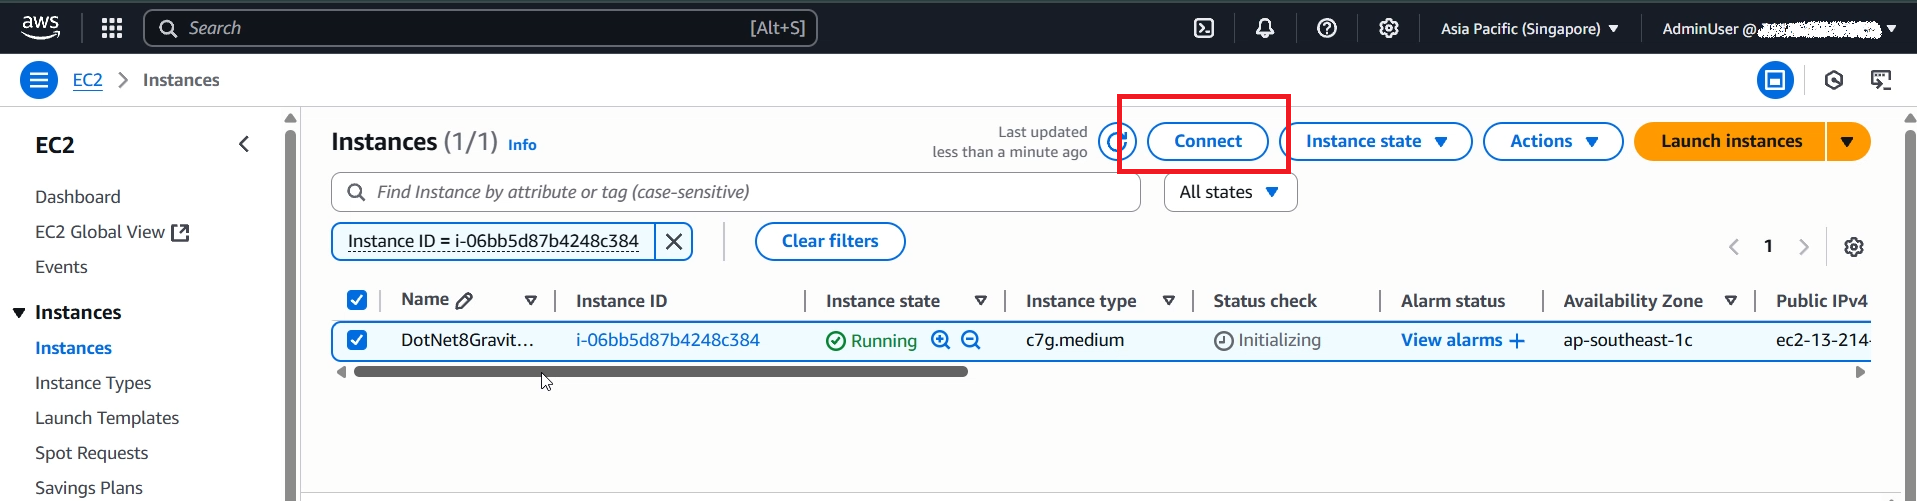 aws
Search [Alt+S]
Asia Pacific (Singapore)
AdminUser @
EC2 Instances
EC2
Dashboard
EC2 Global View
Events
Instances
Instances
Instance Types
Launch Templates
Spot Requests
Savings Plans
Instances (1/1) Info
Last updated
less than a minute ago
Connect
Instance state
Actions
Launch instances
Find Instance by attribute or tag (case-sensitive)
All states
Instance ID = i-06bb5d87b4248c384
Clear filters
1
Name Instance ID Instance state Instance type Status check Alarm status Availability Zone Public IPv4
DotNet8Gravit... i-06bb5d87b4248c384 Running c7g.medium Initializing View alarms + ap-southeast-1c ec2-13-214-